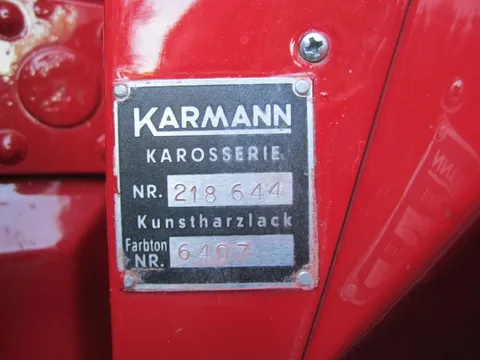 KARMANN
KAROSSERIE
NR. 218 644
Kunstharzlack
Farbton
NR. 6407